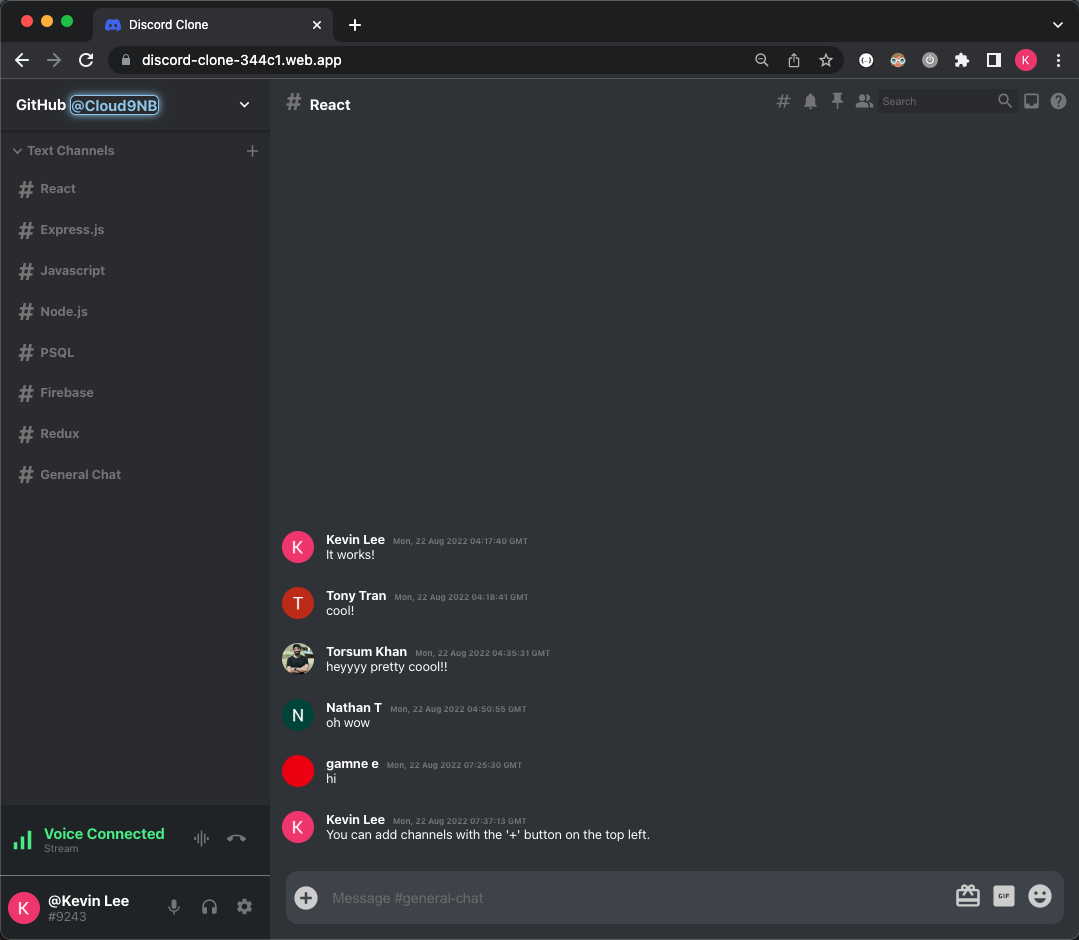 Discord Clone
discord-clone-344c1.web.app
K
GitHub @Cloud9NB
# React
Search
Text Channels
# React
# Express.js
# Javascript
# Node.js
# PSQL
# Firebase
# Redux
# General Chat
K
Kevin Lee Mon, 22 Aug 2022 04:17:40 GMT
It works!
T
Tony Tran Mon, 22 Aug 2022 04:18:41 GMT
cool!
Torsum Khan Mon, 22 Aug 2022 04:35:31 GMT
heyyyy pretty coool!!
N
Nathan T Mon, 22 Aug 2022 04:50:55 GMT
oh wow
gamne e Mon, 22 Aug 2022 07:25:30 GMT
hi
K
Kevin Lee Mon, 22 Aug 2022 07:37:13 GMT
You can add channels with the '+' button on the top left.
Voice Connected
Stream
Message #general-chat
GIF
K
@Kevin Lee
#9243